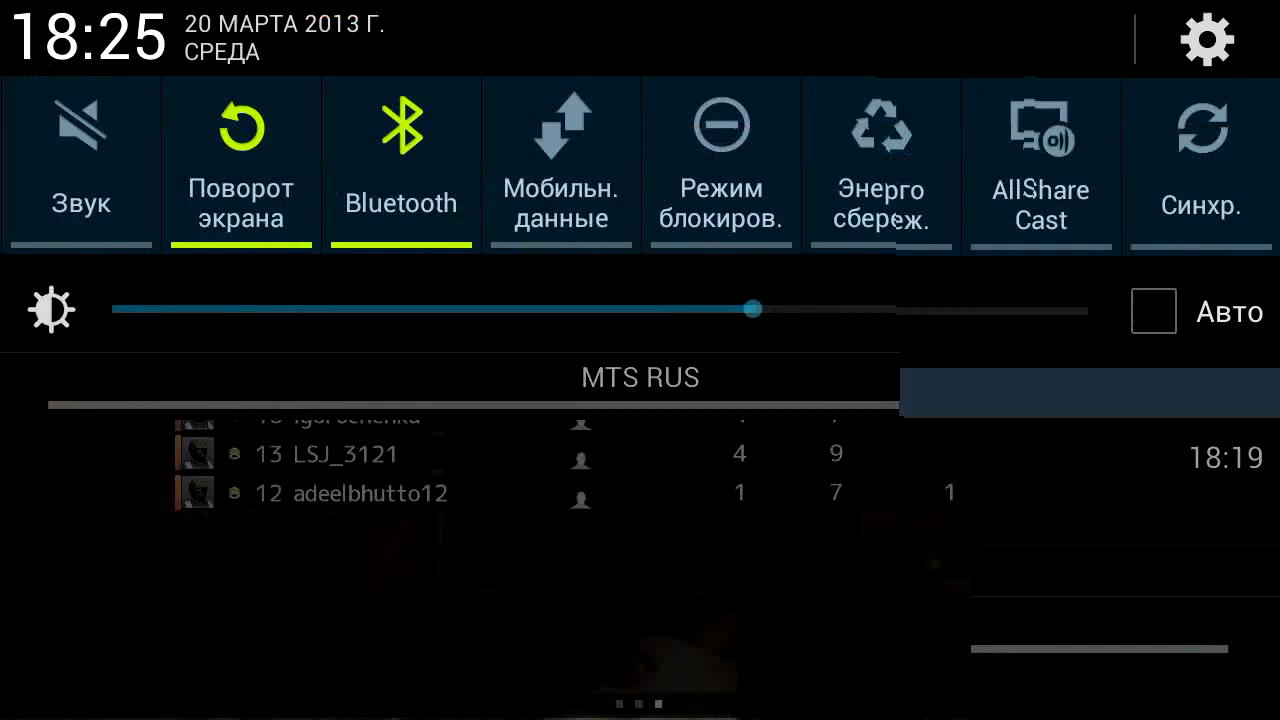 18:25
20 МАРТА 2013 Г.
СРЕДА
Звук
Поворот
экрана
Bluetooth
Мобильн.
данные
Режим
блокиров.
Энерго
сбереж.
AllShare
Cast
Синхр.
Авто
MTS RUS
13 LSJ_3121 4 9
18:19
12 adeelbhutto12 1 7 1